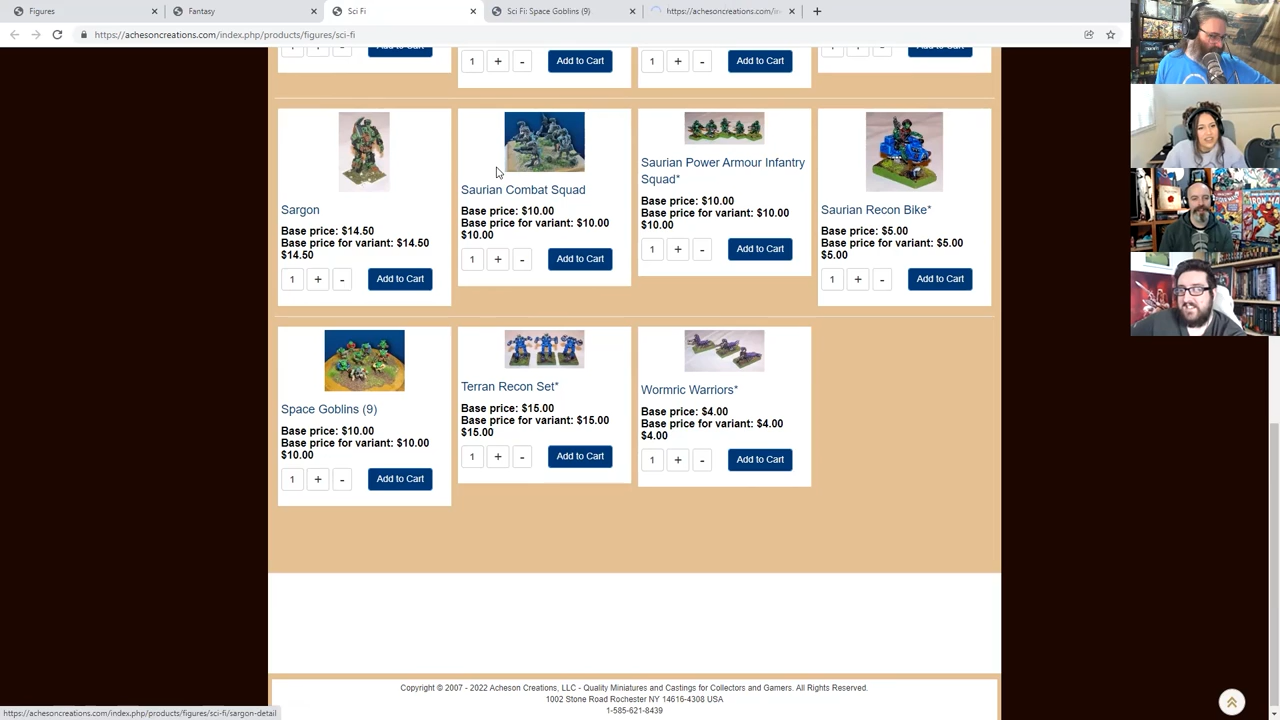 Figures
Fantasy
Sci Fi
Sci Fi: Space Goblins (9)
https://achesoncreations.com/in
https://achesoncreations.com/index.php/products/figures/sci-fi
1 + - Add to Cart
1 + - Add to Cart
1 + - Add to Cart
Add to Cart
Sargon
Base price: $14.50
Base price for variant: $14.50
$14.50
1 + - Add to Cart
Saurian Combat Squad
Base price: $10.00
Base price for variant: $10.00
$10.00
1 + - Add to Cart
Saurian Power Armour Infantry
Squad*
Base price: $10.00
Base price for variant: $10.00
$10.00
1 + - Add to Cart
Saurian Recon Bike*
Base price: $5.00
Base price for variant: $5.00
$5.00
1 + - Add to Cart
Space Goblins (9)
Base price: $10.00
Base price for variant: $10.00
$10.00
1 + - Add to Cart
Terran Recon Set*
Base price: $15.00
Base price for variant: $15.00
$15.00
1 + - Add to Cart
Wormric Warriors*
Base price: $4.00
Base price for variant: $4.00
$4.00
1 + - Add to Cart
Copyright © 2007 - 2022 Acheson Creations, LLC - Quality Miniatures and Castings for Collectors and Gamers. All Rights Reserved.
1002 Stone Road Rochester NY 14616-4308 USA
1-585-621-8439
https://achesoncreations.com/index.php/products/figures/sci-fi/sargon-detail